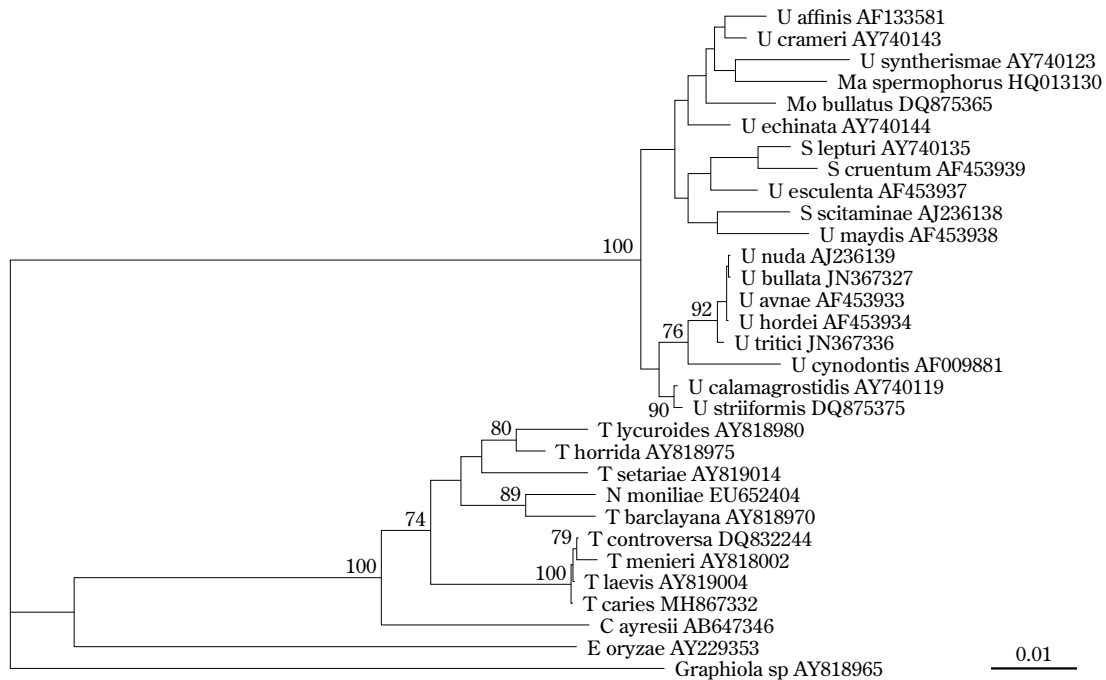 U affinis AF133581
U crameri AY740143
U syntherismae AY740123
Ma spermophorus HQ013130
Mo bullatus DQ875365
U echinata AY740144
S lepturi AY740135
S cruentum AF453939
U esculenta AF453937
S scitaminae AJ236138
U maydis AF453938
100
U nuda AJ236139
U bullata JN367327
U avnae AF453933
92
U hordei AF453934
76
U tritici JN367336
U cynodontis AF009881
U calamagrostidis AY740119
90
U striiformis DQ875375
80
T lycuroides AY818980
T horrida AY818975
T setariae AY819014
89
N moniliae EU652404
T barclayana AY818970
74
79
T controversa DQ832244
T menieri AY818002
100
100
T laevis AY819004
T caries MH867332
C ayresii AB647346
E oryzae AY229353
Graphiola sp AY818965
0.01